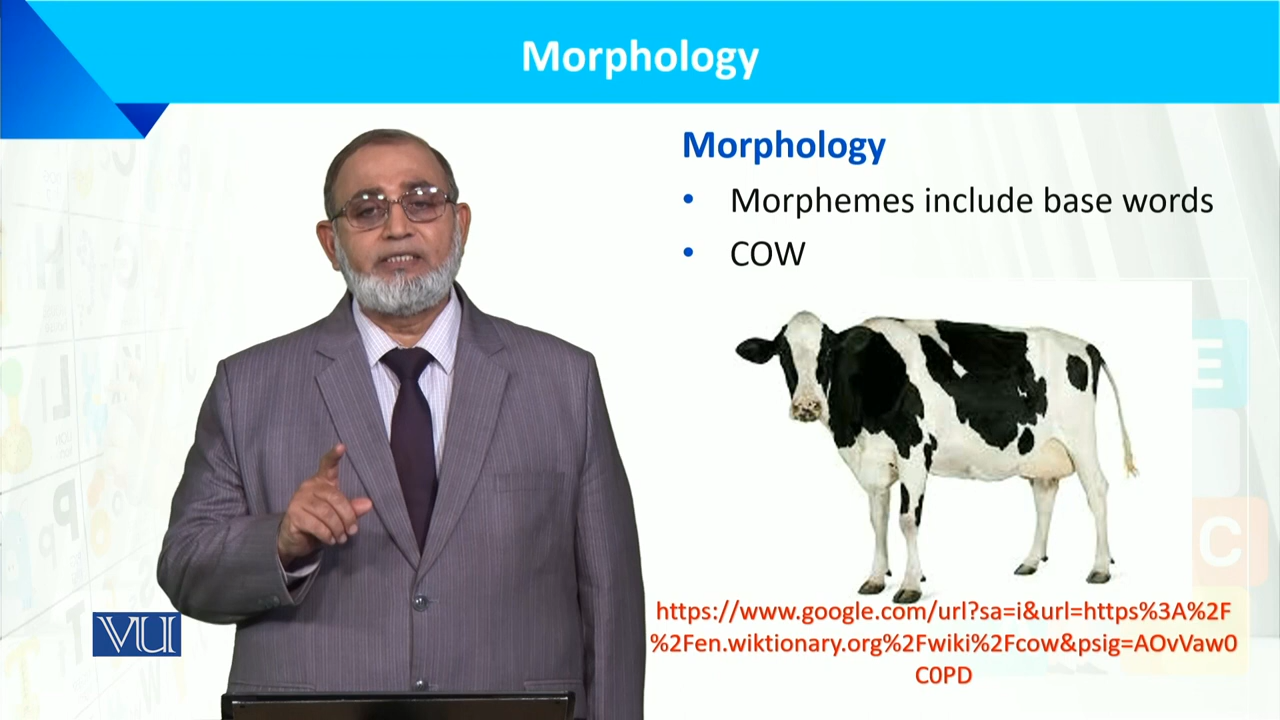 Morphology
Morphology
• Morphemes include base words
• COW
https://www.google.com/url?sa=i&url=https%3A%2F
%2Fen.wiktionary.org%2Fwiki%2Fcow&psig=AOvVaw0
C0PD
VU
E
C